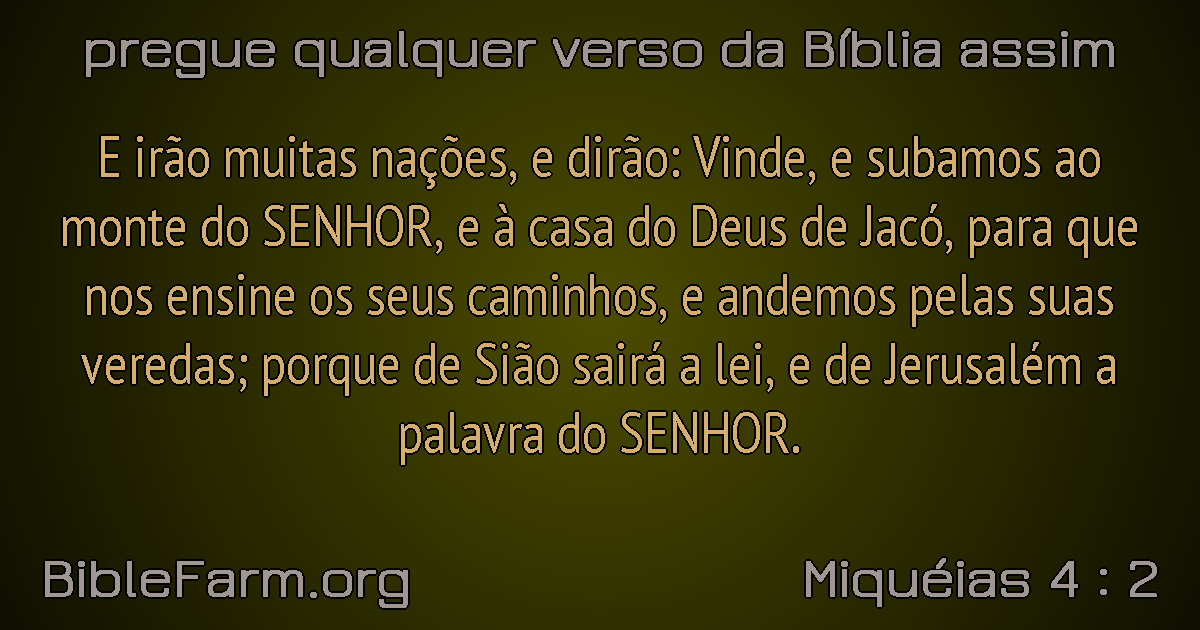 pregue qualquer verso da Bíblia assim
E irão muitas nações, e dirão: Vinde, e subamos ao
monte do SENHOR, e à casa do Deus de Jacó, para que
nos ensine os seus caminhos, e andemos pelas suas
veredas; porque de Sião sairá a lei, e de Jerusalém a
palavra do SENHOR.
BibleFarm.org
Miquéias 4 : 2